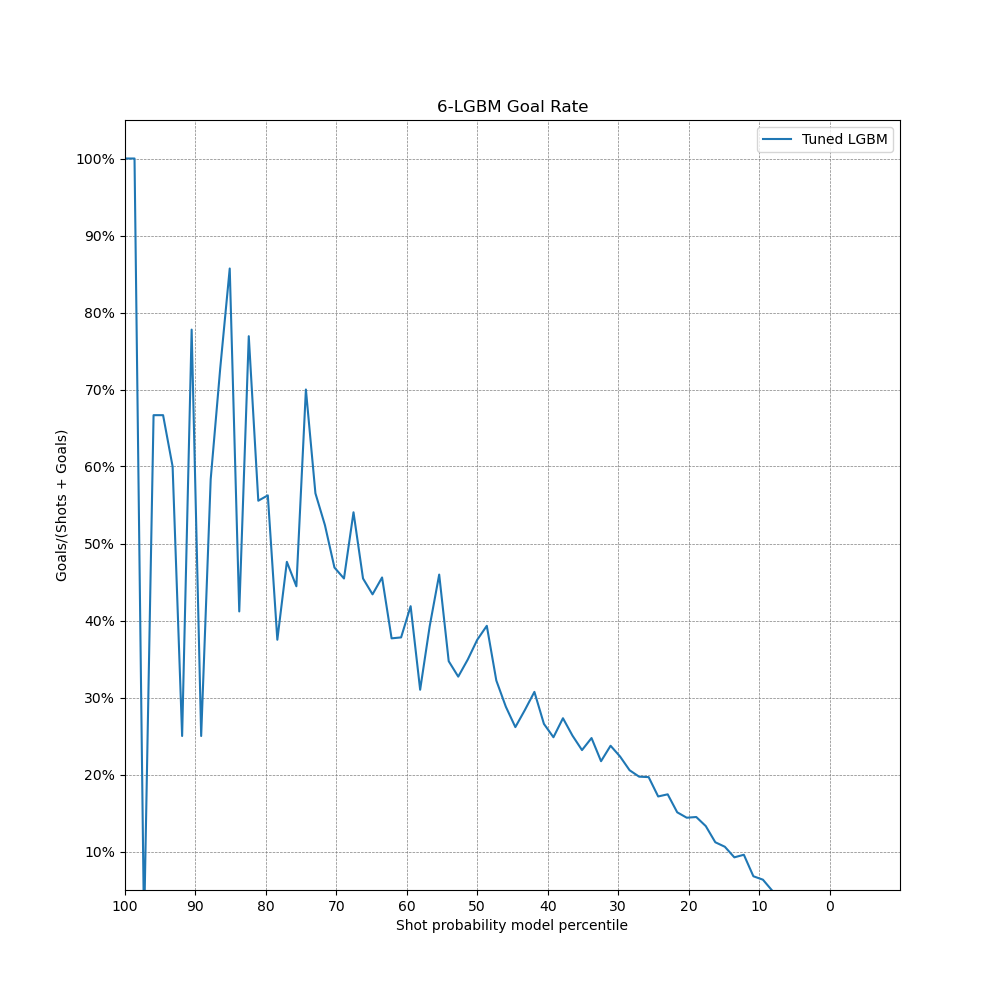 6-LGBM Goal Rate
Tuned LGBM
100%
90%
80%
70%
60%
50%
40%
30%
20%
10%
Goals/(Shots + Goals)
100 90 80 70 60 50 40 30 20 10 0
Shot probability model percentile